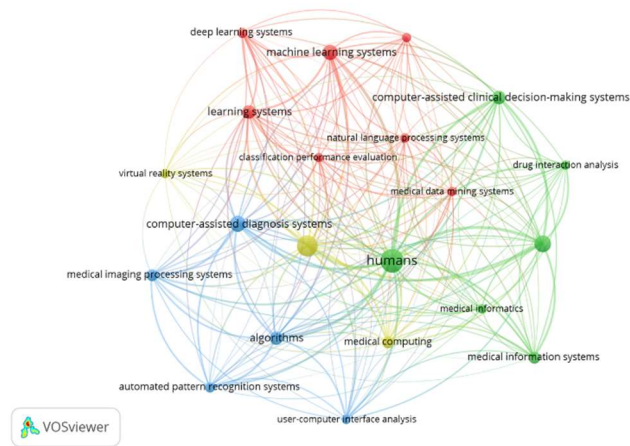 deep learning systems
machine learning systems
computer-assisted clinical decision-making systems
learning systems
natural language processing systems
classification performance evaluation
drug interaction analysis
virtual reality systems
medical data mining systems
computer-assisted diagnosis systems
humans
medical imaging processing systems
medical informatics
algorithms
medical computing
medical information systems
automated pattern recognition systems
user-computer interface analysis
VOSviewer